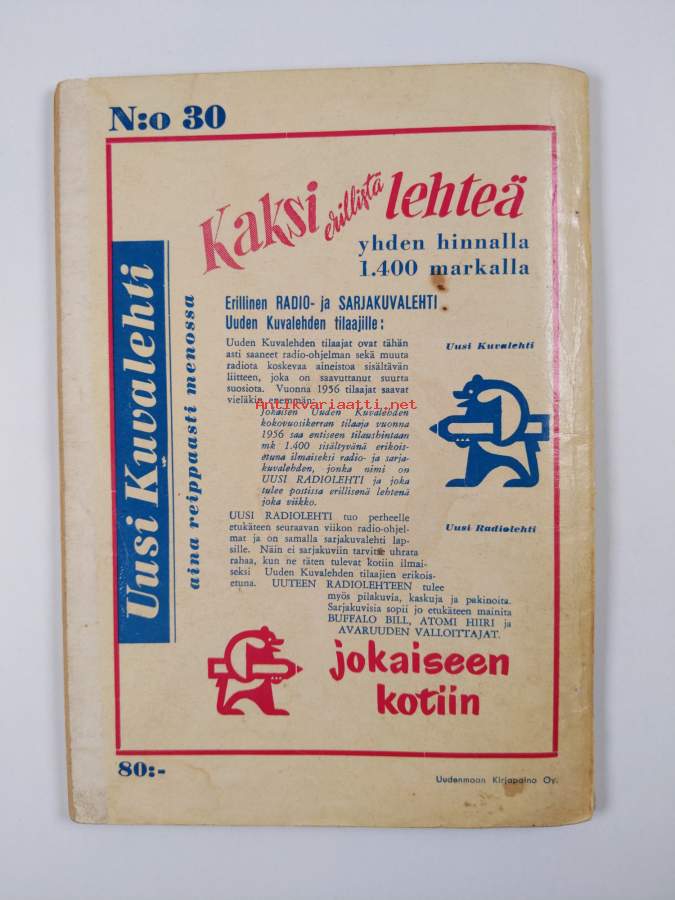 N:o 30
Kaksi erillistä lehteä
yhden hinnalla
1.400 markalla
Uusi Kuvalehti
aina reippaasti menossa
Erillinen RADIO- ja SARJAKUVALEHTI
Uuden Kuvalehden tilaajille:
Uuden Kuvalehden tilaajat ovat tähän
asti saaneet radio-ohjelman sekä muuta
radiota koskevaa aineistoa sisältävän
liitteen, joka on saavuttanut suurta
suosiota. Vuonna 1956 tilaajat saavat
vieläkin enemmän:
Antikvariaatti.net
Jokaisen Uuden Kuvalehden
kokovuosikerran tilaaja vuonna
1956 saa entiseen tilaushintaan
mk 1.400 sisältyvänä erikois-
etuna ilmaiseksi radio- ja sarja-
kuvalehden, jonka nimi on
UUSI RADIOLEHTI ja joka
tulee postissa erillisenä lehtenä
joka viikko.
Uusi Kuvalehti
Uusi Radiolehti
UUSI RADIOLEHTI tuo perheelle
etukäteen seuraavan viikon radio-ohjel-
mat ja on samalla sarjakuvalehti lap-
sille. Näin ei sarjakuviin tarvitse uhrata
rahaa, kun ne täten tulevat kotiin ilmai-
seksi Uuden Kuvalehden tilaajien erikois-
etuna. UUTEEN RADIOLEHTEEN tulee
myös pilakuvia, kaskuja ja pakinoita.
Sarjakuvisia sopii jo etukäteen mainita
BUFFALO BILL, ATOMI HIIRI ja
AVARUUDEN VALLOITTAJAT.
jokaiseen
kotiin
80:-
Uudenmaan Kirjapaino Oy.